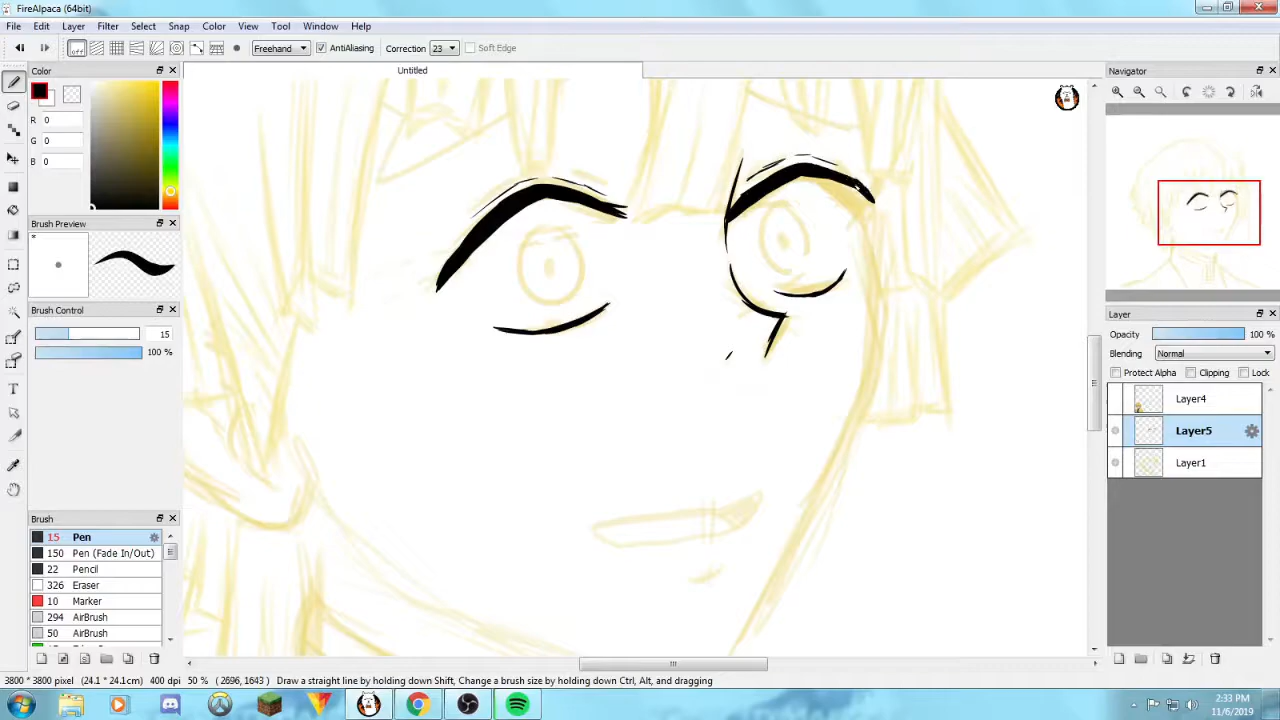 FireAlpaca (64bit)
File Edit Layer Filter Select Snap Color View Tool Window Help
off Freehand AntiAliasing Correction 23 Soft Edge
Color
Untitled
Navigator
R 0
G 0
B 0
Brush Preview
*
Brush Control
15
100 %
Layer
Opacity 100 %
Blending Normal
Protect Alpha Clipping Lock
Layer4
Layer5
Layer1
Brush
15 Pen
150 Pen (Fade In/Out)
22 Pencil
326 Eraser
10 Marker
294 AirBrush
50 AirBrush
3800 * 3800 px (24.1 * 24.1cm) 400 dpi 50 % (2696, 1643) Draw a straight line by holding down Shift, Change a brush size by holding down Ctrl, Alt, and dragging
2:33 PM
11/6/2019